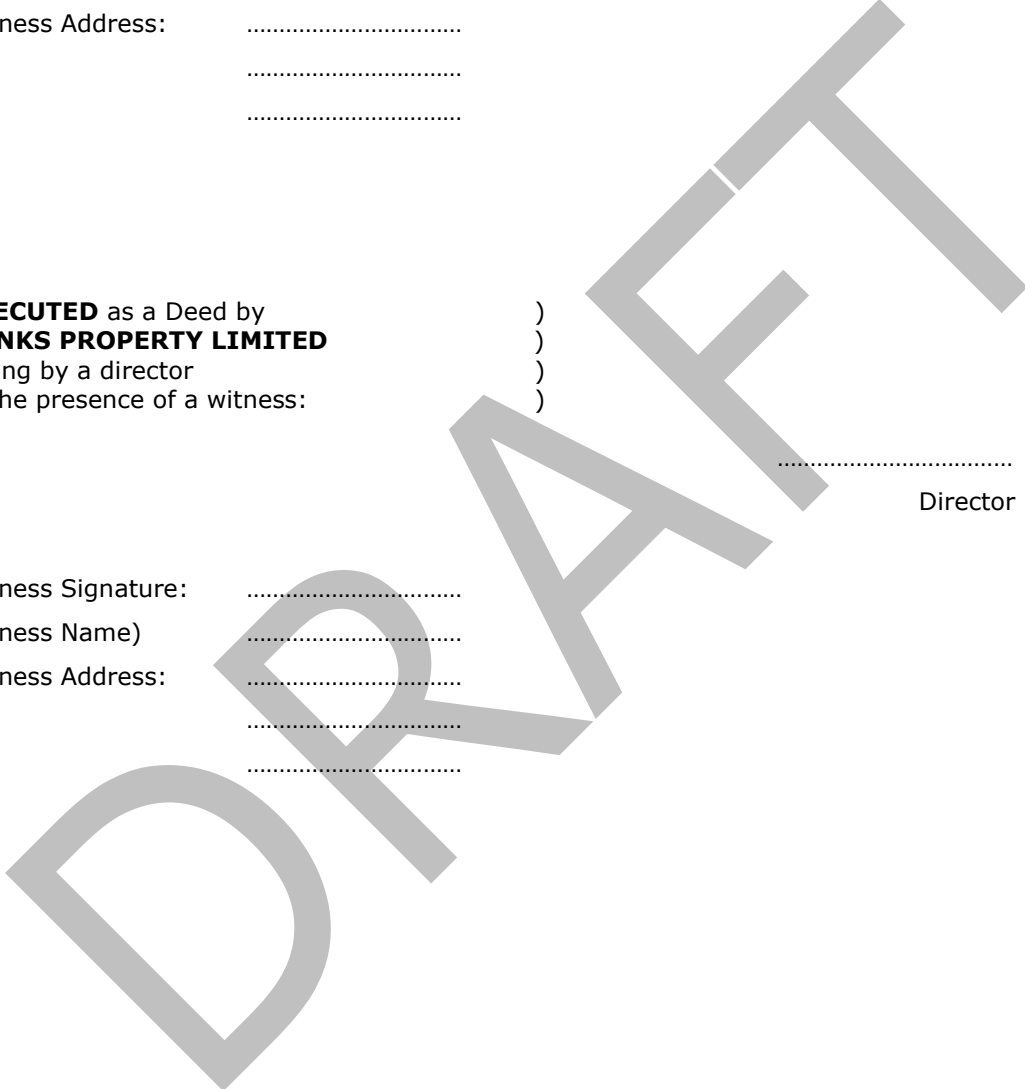 ness Address: ……………………………
……………………………
……………………………
ECUTED as a Deed by )
NKS PROPERTY LIMITED )
ing by a director )
he presence of a witness: )
………………………………
Director
ness Signature: ……………………………
ness Name) ……………………………
ness Address: ……………………………
……………………………
……………………………
DRAFT